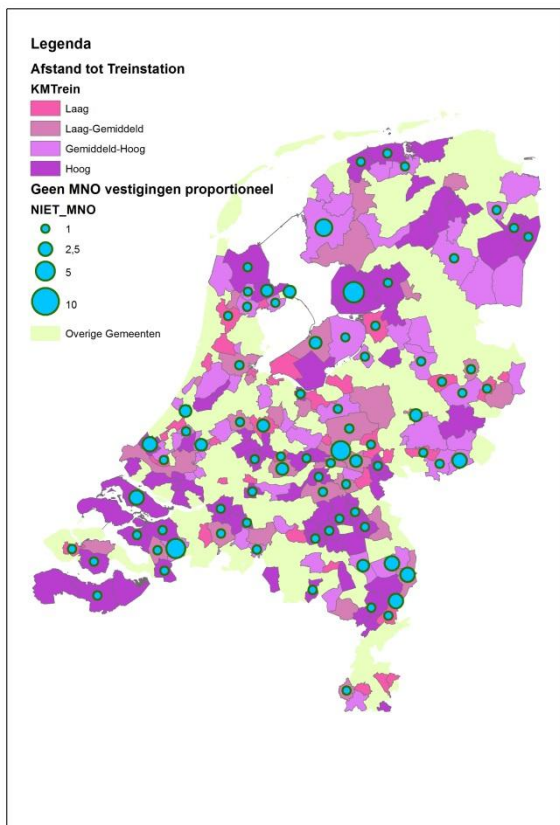 Legenda
Afstand tot Treinstation
KMTrein
Laag
Laag-Gemiddeld
Gemiddeld-Hoog
Hoog
Geen MNO vestigingen proportioneel
NIET_MNO
1
2,5
5
10
Overige Gemeenten